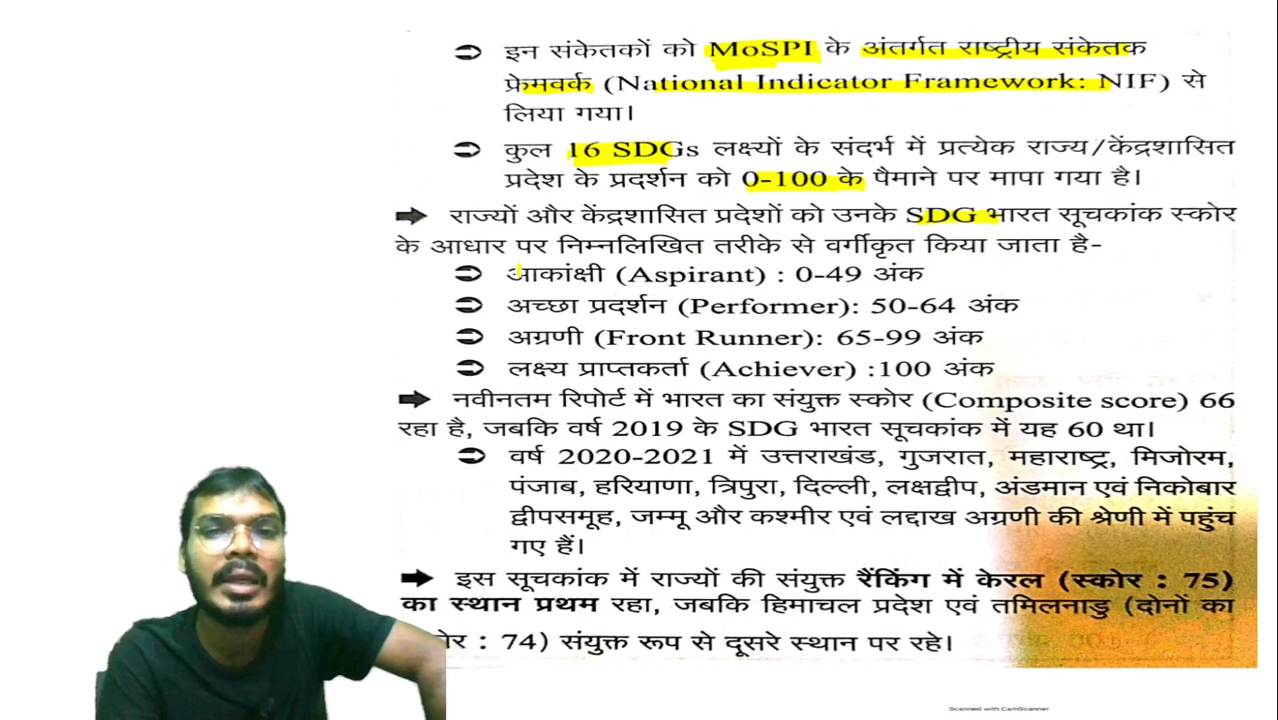 ➲ इन संकेतकों को MoSPI के अंतर्गत राष्ट्रीय संकेतक
फ्रेमवर्क (National Indicator Framework: NIF) से
लिया गया।
➲ कुल 16 SDGs लक्ष्यों के संदर्भ में प्रत्येक राज्य/केंद्रशासित
प्रदेश के प्रदर्शन को 0-100 के पैमाने पर मापा गया है।
➡ राज्यों और केंद्रशासित प्रदेशों को उनके SDG भारत सूचकांक स्कोर
के आधार पर निम्नलिखित तरीके से वर्गीकृत किया जाता है-
➲ आकांक्षी (Aspirant) : 0-49 अंक
➲ अच्छा प्रदर्शन (Performer): 50-64 अंक
➲ अग्रणी (Front Runner): 65-99 अंक
➲ लक्ष्य प्राप्तकर्ता (Achiever) :100 अंक
➡ नवीनतम रिपोर्ट में भारत का संयुक्त स्कोर (Composite score) 66
रहा है, जबकि वर्ष 2019 के SDG भारत सूचकांक में यह 60 था।
➲ वर्ष 2020-2021 में उत्तराखंड, गुजरात, महाराष्ट्र, मिजोरम,
पंजाब, हरियाणा, त्रिपुरा, दिल्ली, लक्षद्वीप, अंडमान एवं निकोबार
द्वीपसमूह, जम्मू और कश्मीर एवं लद्दाख अग्रणी की श्रेणी में पहुंच
गए हैं।
➡ इस सूचकांक में राज्यों की संयुक्त रैंकिंग में केरल (स्कोर : 75)
का स्थान प्रथम रहा, जबकि हिमाचल प्रदेश एवं तमिलनाडु (दोनों का
: 74) संयुक्त रूप से दूसरे स्थान पर रहे।
Scanned with CamScanner